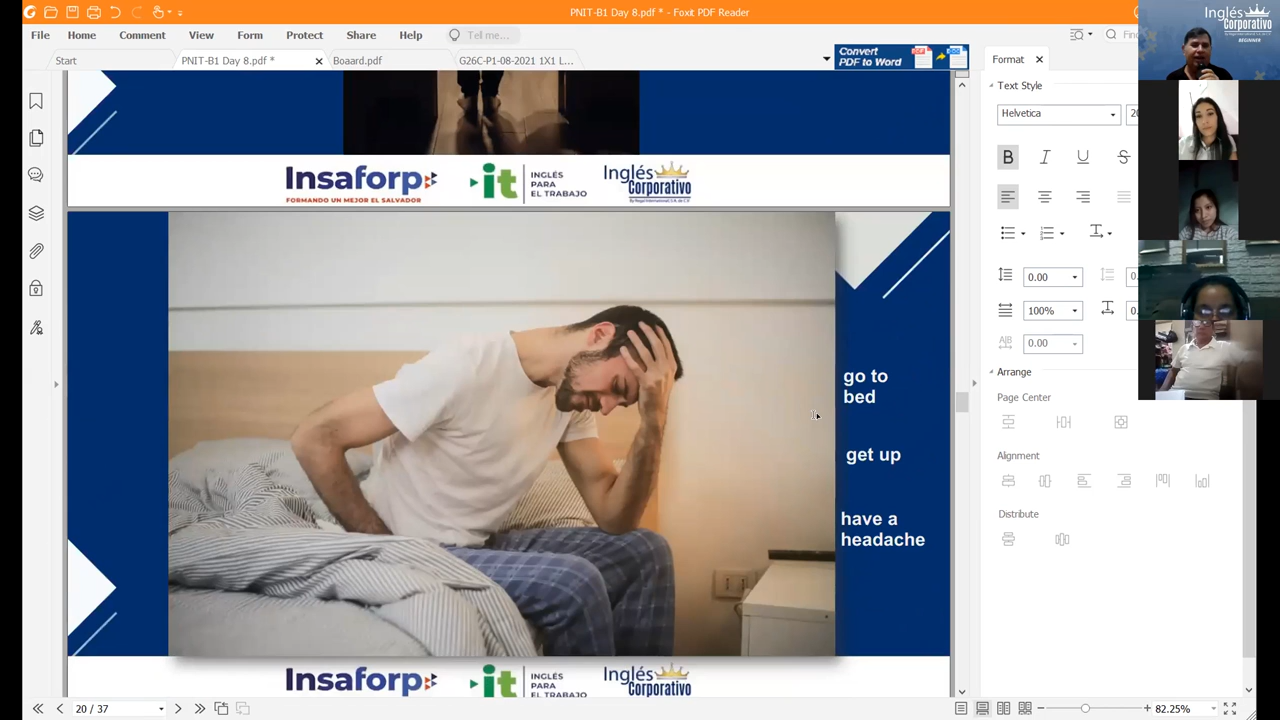 PNIT-B1 Day 8.pdf * - Foxit PDF Reader
File Home Comment View Form Protect Share Help Tell me... Find
Start PNIT-B1 Day 8.pdf * Boaard.pdf G26C-P1-08-2021 1X1 L...
Convert
PDF to Word
Format
Text Style
Helvetica
B I U S T
0.00
100%
0.00
Arrange
Page Center
Alignment
Distribute
Inglés
Corporativo
BEGINNER
Insaforp
FORMANDO UN MEJOR EL SALVADOR
it
INGLÉS
PARA
EL TRABAJO
Inglés
Corporativo
go to
bed
get up
have a
headache
Insaforp
it
INGLÉS
PARA
EL TRABAJO
Inglés
Corporativo
20 / 37
82.25%